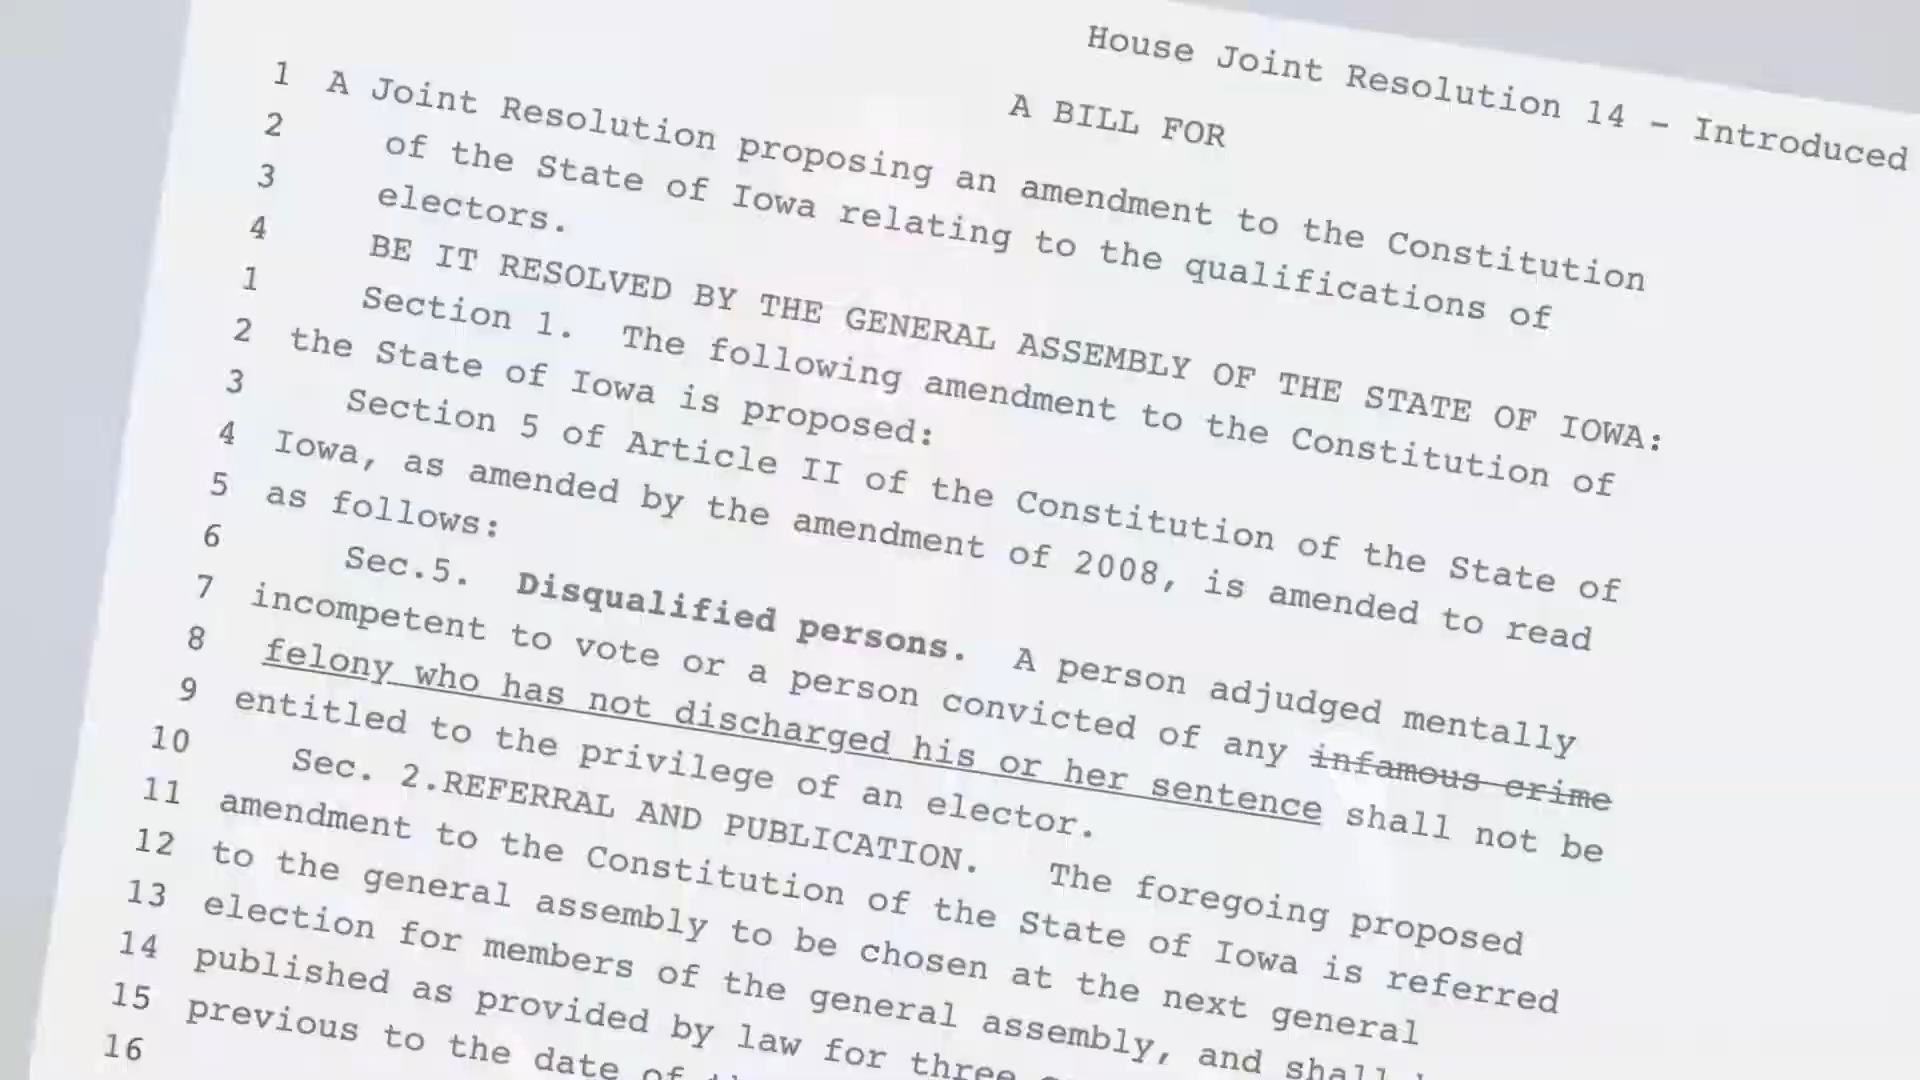 House Joint Resolution 14 - Introduced
A BILL FOR
1 A Joint Resolution proposing an amendment to the Constitution
2 of the State of Iowa relating to the qualifications of
3 electors.
4 BE IT RESOLVED BY THE GENERAL ASSEMBLY OF THE STATE OF IOWA:
1 Section 1. The following amendment to the Constitution of
2 the State of Iowa is proposed:
3 Section 5 of Article II of the Constitution of the State of
4 Iowa, as amended by the amendment of 2008, is amended to read
5 as follows:
6 Sec.5. Disqualified persons. A person adjudged mentally
7 incompetent to vote or a person convicted of any infamous crime
8 felony who has not discharged his or her sentence shall not be
9 entitled to the privilege of an elector.
10 Sec. 2.REFERRAL AND PUBLICATION. The foregoing proposed
11 amendment to the Constitution of the State of Iowa is referred
12 to the general assembly to be chosen at the next general
13 election for members of the general assembly, and shall
14 published as provided by law for three
15 previous to the date of
16